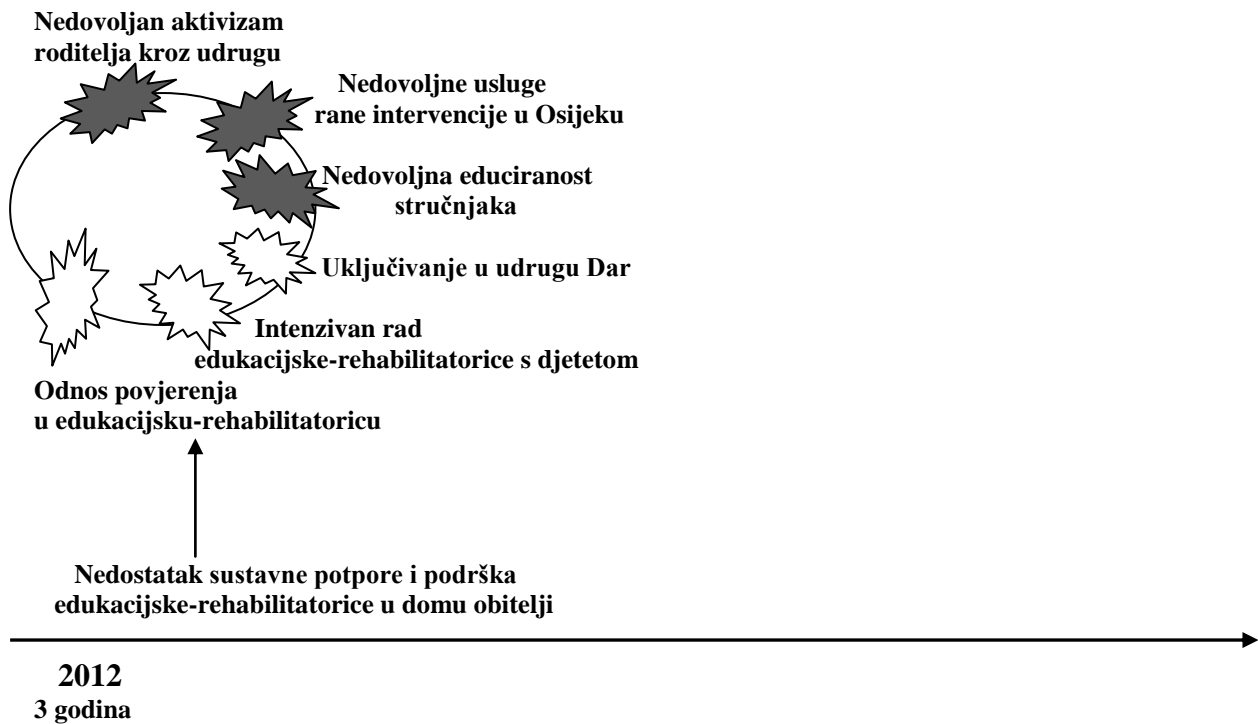 Nedovoljan aktivizam
roditelja kroz udrugu
Nedovoljne usluge
rane intervencije u Osijeku
Nedovoljna educiranost
stručnjaka
Uključivanje u udrugu Dar
Intenzivan rad
edukacijske-rehabilitatorice s djetetom
Odnos povjerenja
u edukacijsku-rehabilitatoricu
Nedostatak sustavne potpore i podrška
edukacijske-rehabilitatorice u domu obitelji
2012
3 godina